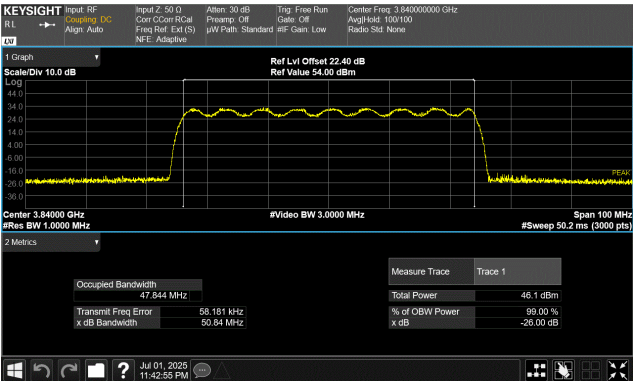 KEYSIGHT Input: RF Input Z: 50 Ω Atten: 30 dB Trig: Free Run Center Freq: 3.840000000 GHz
RL Coupling: DC Corr CCorr RCal Preamp: Off Gate: Off Avg|Hold: 100/100
Align: Auto Freq Ref: Ext (S) µW Path: Standard #IF Gain: Low Radio Std: None
NFE: Adaptive
LXI
1 Graph
Ref Lvl Offset 22.40 dB
Scale/Div 10.0 dB Ref Value 54.00 dBm
Log
44.0
34.0
24.0
14.0
4.00
-6.00
-16.0 PEAK
-26.0
-36.0
Center 3.84000 GHz #Video BW 3.0000 MHz Span 100 MHz
#Res BW 1.0000 MHz #Sweep 50.2 ms (3000 pts)
2 Metrics
Measure Trace Trace 1
Occupied Bandwidth
47.844 MHz Total Power 46.1 dBm
Transmit Freq Error 58.181 kHz % of OBW Power 99.00 %
x dB Bandwidth 50.84 MHz x dB -26.00 dB
? Jul 01, 2025
11:42:55 PM